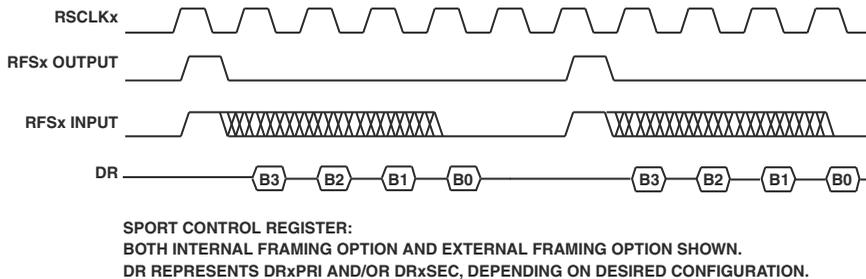 RSCLKx
RFSx OUTPUT
RFSx INPUT
DR B3 B2 B1 B0 B3 B2 B1 B0
SPORT CONTROL REGISTER:
BOTH INTERNAL FRAMING OPTION AND EXTERNAL FRAMING OPTION SHOWN.
DR REPRESENTS DRxPRI AND/OR DRxSEC, DEPENDING ON DESIRED CONFIGURATION.